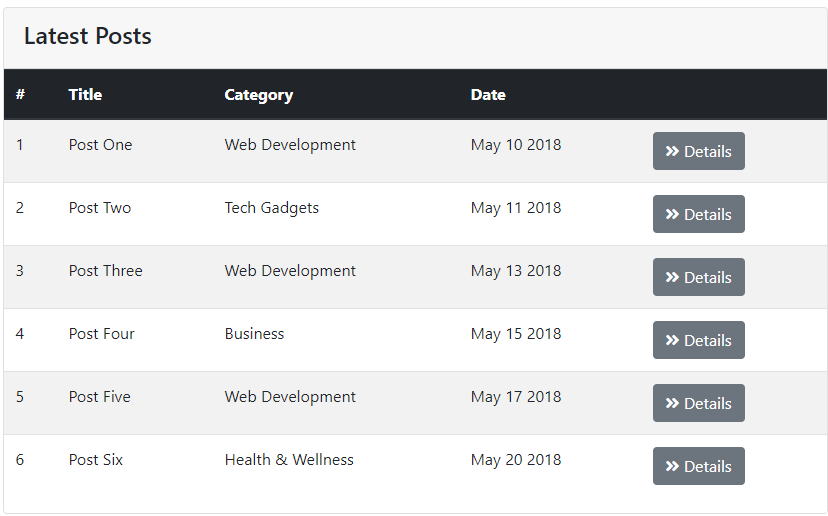 Latest Posts
# Title Category Date
1 Post One Web Development May 10 2018 Details
2 Post Two Tech Gadgets May 11 2018 Details
3 Post Three Web Development May 13 2018 Details
4 Post Four Business May 15 2018 Details
5 Post Five Web Development May 17 2018 Details
6 Post Six Health & Wellness May 20 2018 Details